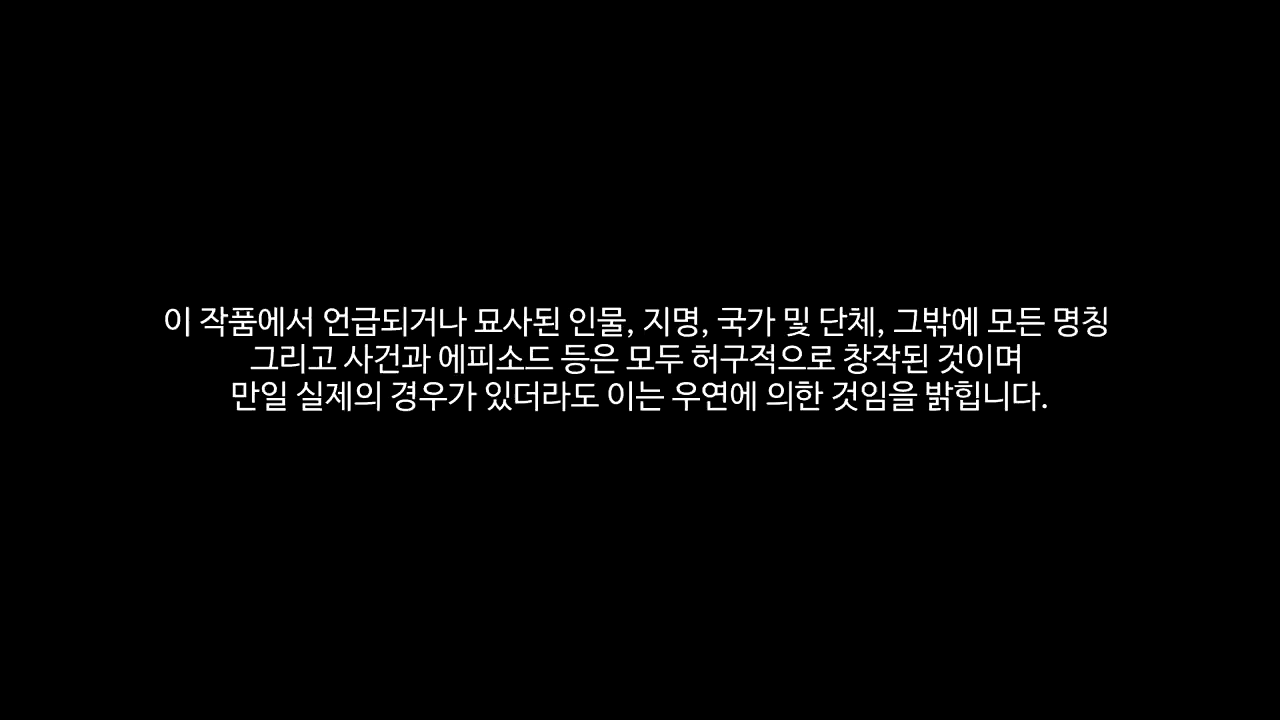 이 작품에서 언급되거나 묘사된 인물, 지명, 국가 및 단체, 그밖에 모든 명칭
그리고 사건과 에피소드 등은 모두 허구적으로 창작된 것이며
만일 실제의 경우가 있더라도 이는 우연에 의한 것임을 밝힙니다.